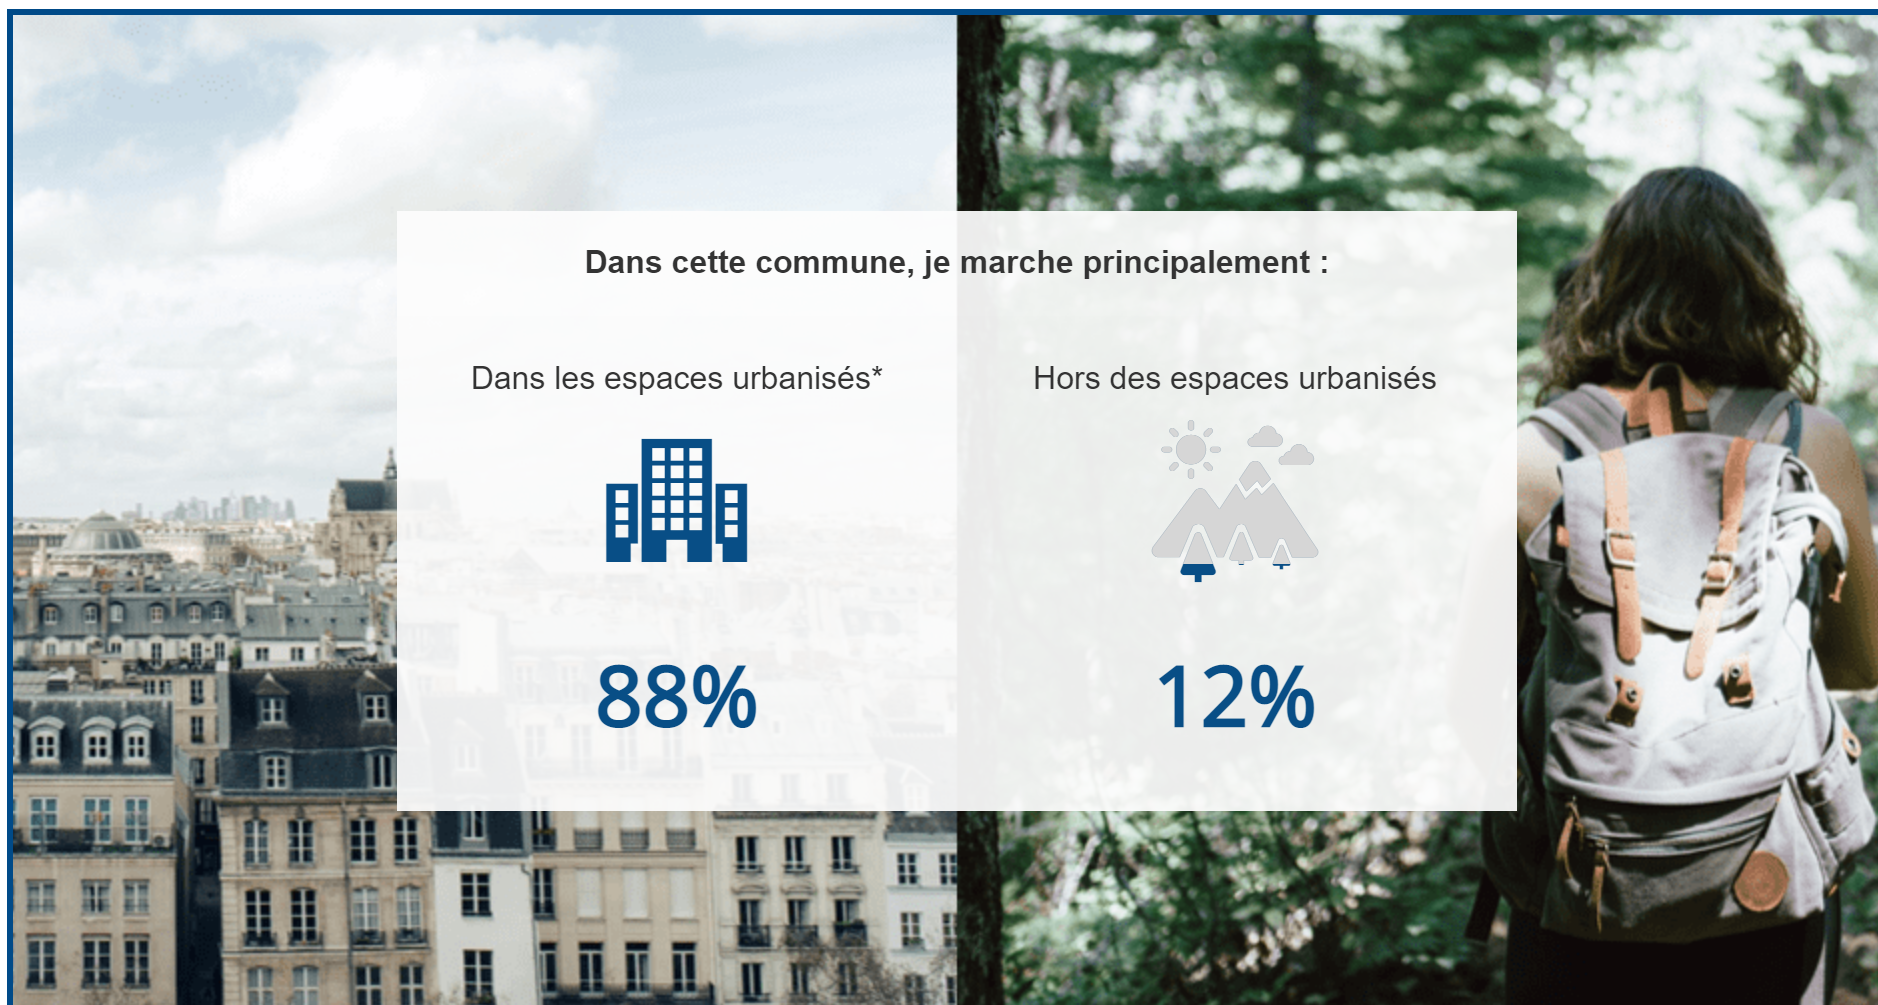 Dans cette commune, je marche principalement :
Dans les espaces urbanisés*
Hors des espaces urbanisés
88%
12%